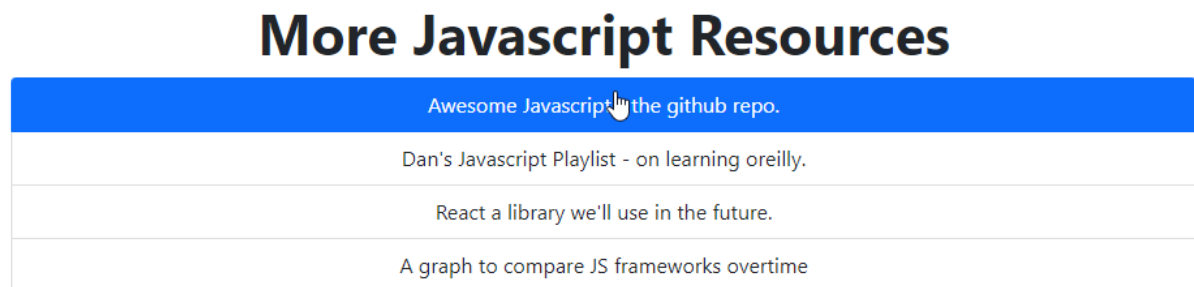 More Javascript Resources
Awesome Javascript the github repo.
Dan's Javascript Playlist - on learning oreilly.
React a library we'll use in the future.
A graph to compare JS frameworks overtime